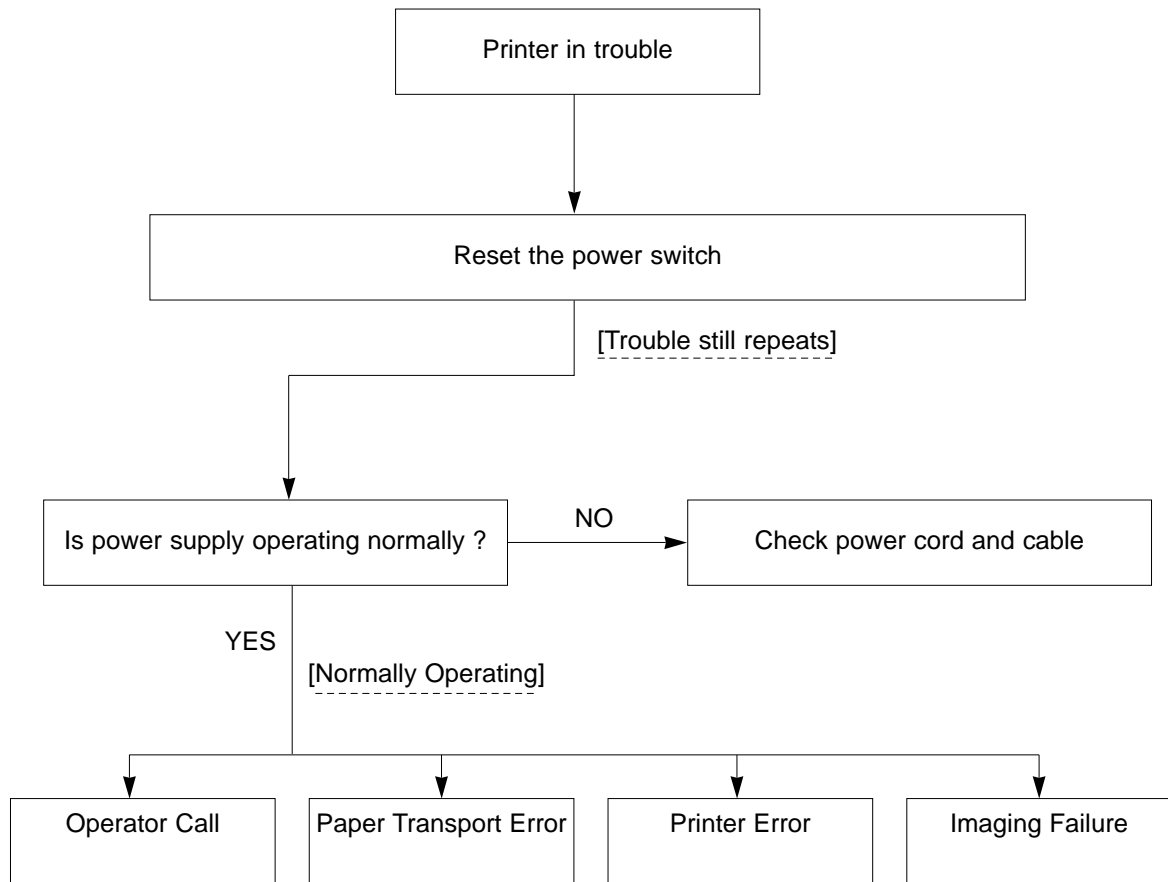 Printer in trouble
Reset the power switch
[Trouble still repeats]
Is power supply operating normally ?
NO
Check power cord and cable
YES
[Normally Operating]
Operator Call
Paper Transport Error
Printer Error
Imaging Failure